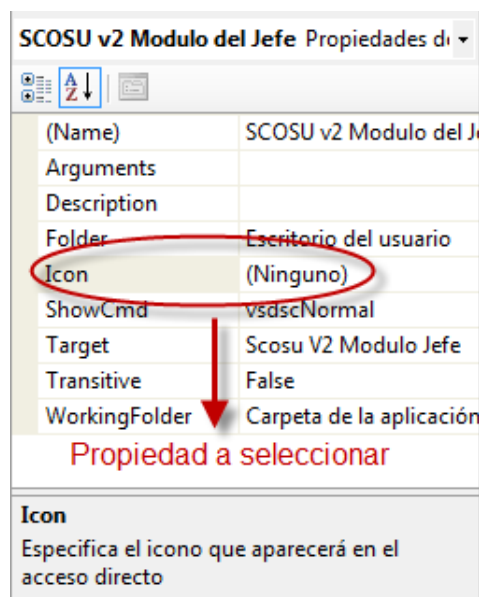 SCOSU v2 Modulo del Jefe Propiedades d
(Name) SCOSU v2 Modulo del J
Arguments
Description
Folder Escritorio del usuario
Icon (Ninguno)
ShowCmd vsdscNormal
Target Scosu V2 Modulo Jefe
Transitive False
WorkingFolder Carpeta de la aplicación
Propiedad a seleccionar
Icon
Especifica el icono que aparecerá en el
acceso directo